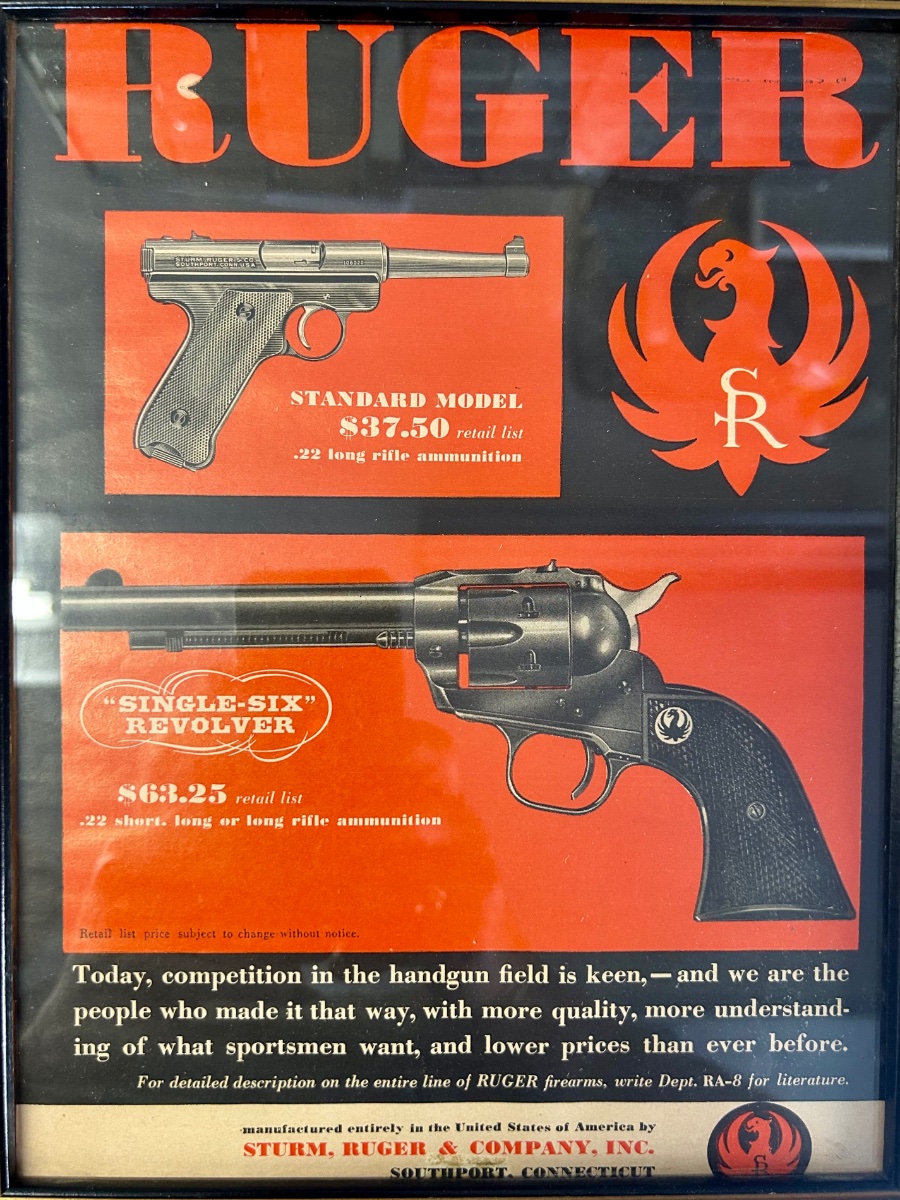 RUGER
STURM, RUGER & CO.
SOUTHPORT, CONN. U.S.A.
STANDARD MODEL
$37.50 retail list
.22 long rifle ammunition
SR
"SINGLE-SIX"
REVOLVER
$63.25 retail list
.22 short. long or long rifle ammunition
Retail list price subject to change without notice.
Today, competition in the handgun field is keen,—and we are the
people who made it that way, with more quality, more understand-
ing of what sportsmen want, and lower prices than ever before.
For detailed description on the entire line of RUGER firearms, write Dept. RA-8 for literature.
manufactured entirely in the United States of America by
STURM, RUGER & COMPANY, INC.
SOUTHPORT, CONNECTICUT
SR